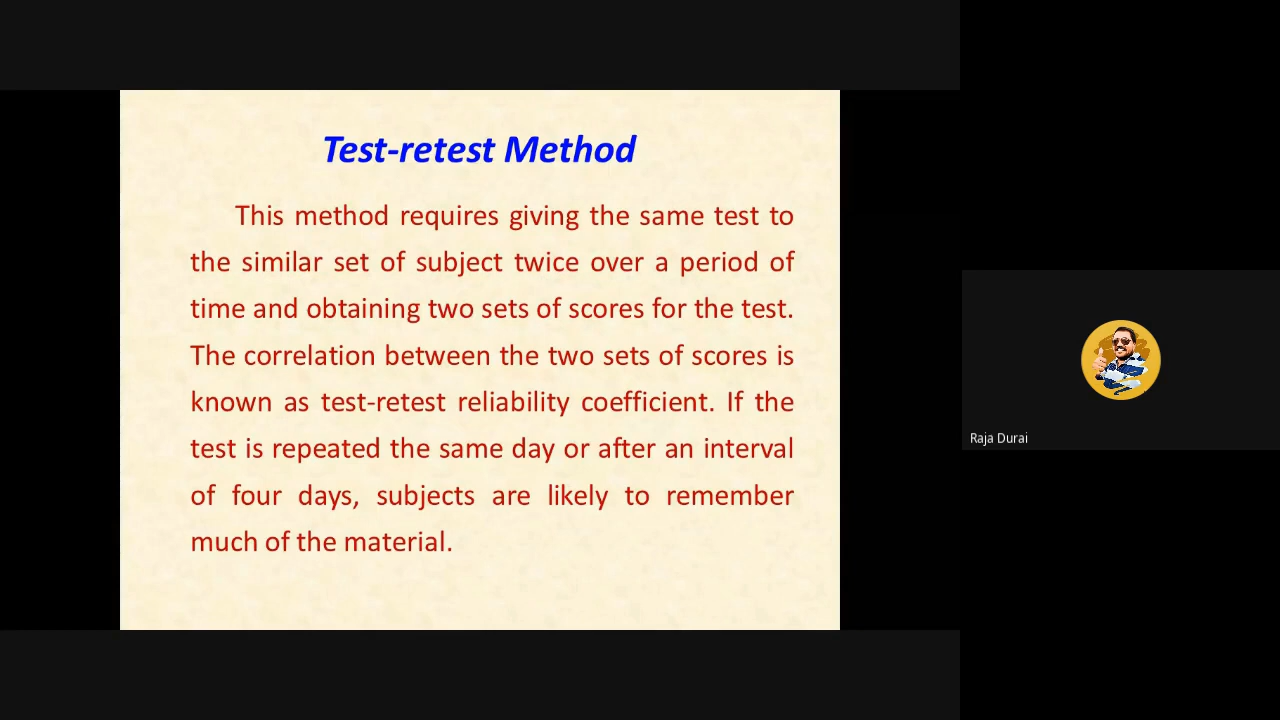 Test-retest Method
This method requires giving the same test to
the similar set of subject twice over a period of
time and obtaining two sets of scores for the test.
The correlation between the two sets of scores is
known as test-retest reliability coefficient. If the
test is repeated the same day or after an interval
of four days, subjects are likely to remember
much of the material.
Raja Durai